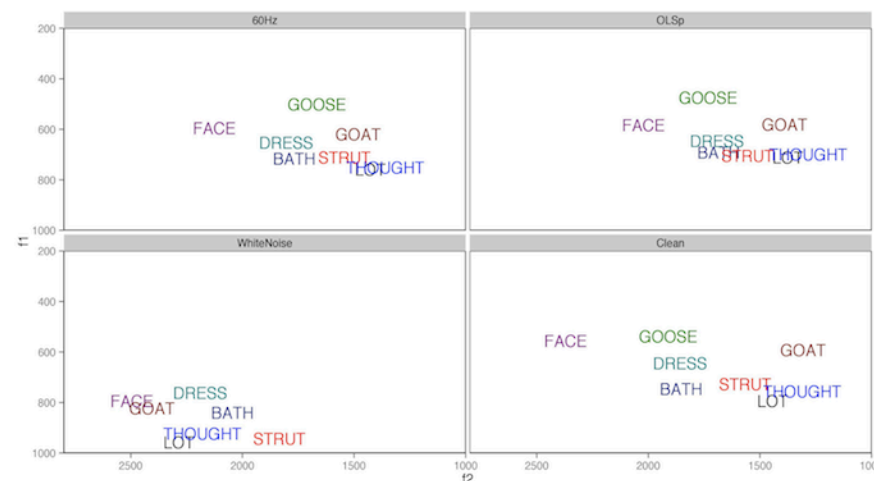 60Hz
OLSp
200
400
600
800
1000
GOOSE
FACE
GOAT
DRESS
BATH
STRUT
THOUGHT
LOT
GOOSE
FACE
GOAT
DRESS
BATH
STRUT
THOUGHT
LOT
f1
WhiteNoise
Clean
200
400
600
800
1000
DRESS
FACE
GOAT
BATH
THOUGHT
LOT
STRUT
FACE
GOOSE
GOAT
DRESS
BATH
STRUT
THOUGHT
LOT
2500
2000
1500
1000
2500
2000
1500
f2